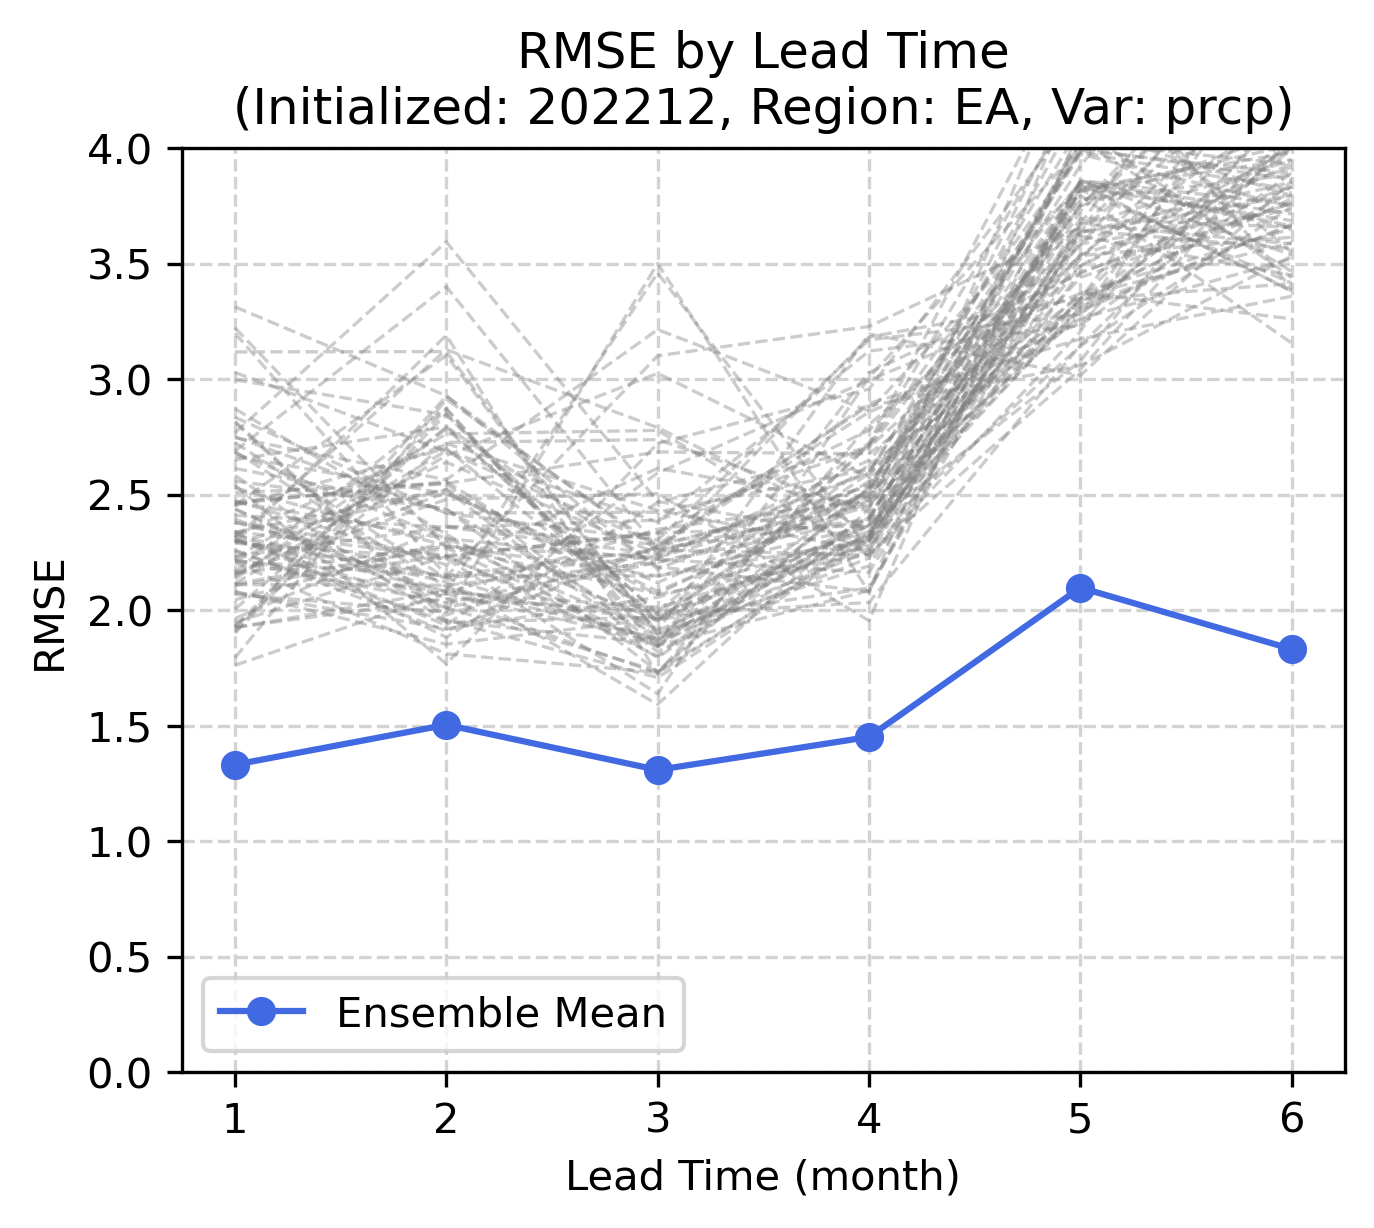 RMSE by Lead Time
(Initialized: 202212, Region: EA, Var: prcp)
4.0
3.5
3.0
2.5
2.0
1.5
1.0
0.5
0.0
RMSE
Ensemble Mean
1 2 3 4 5 6
Lead Time (month)